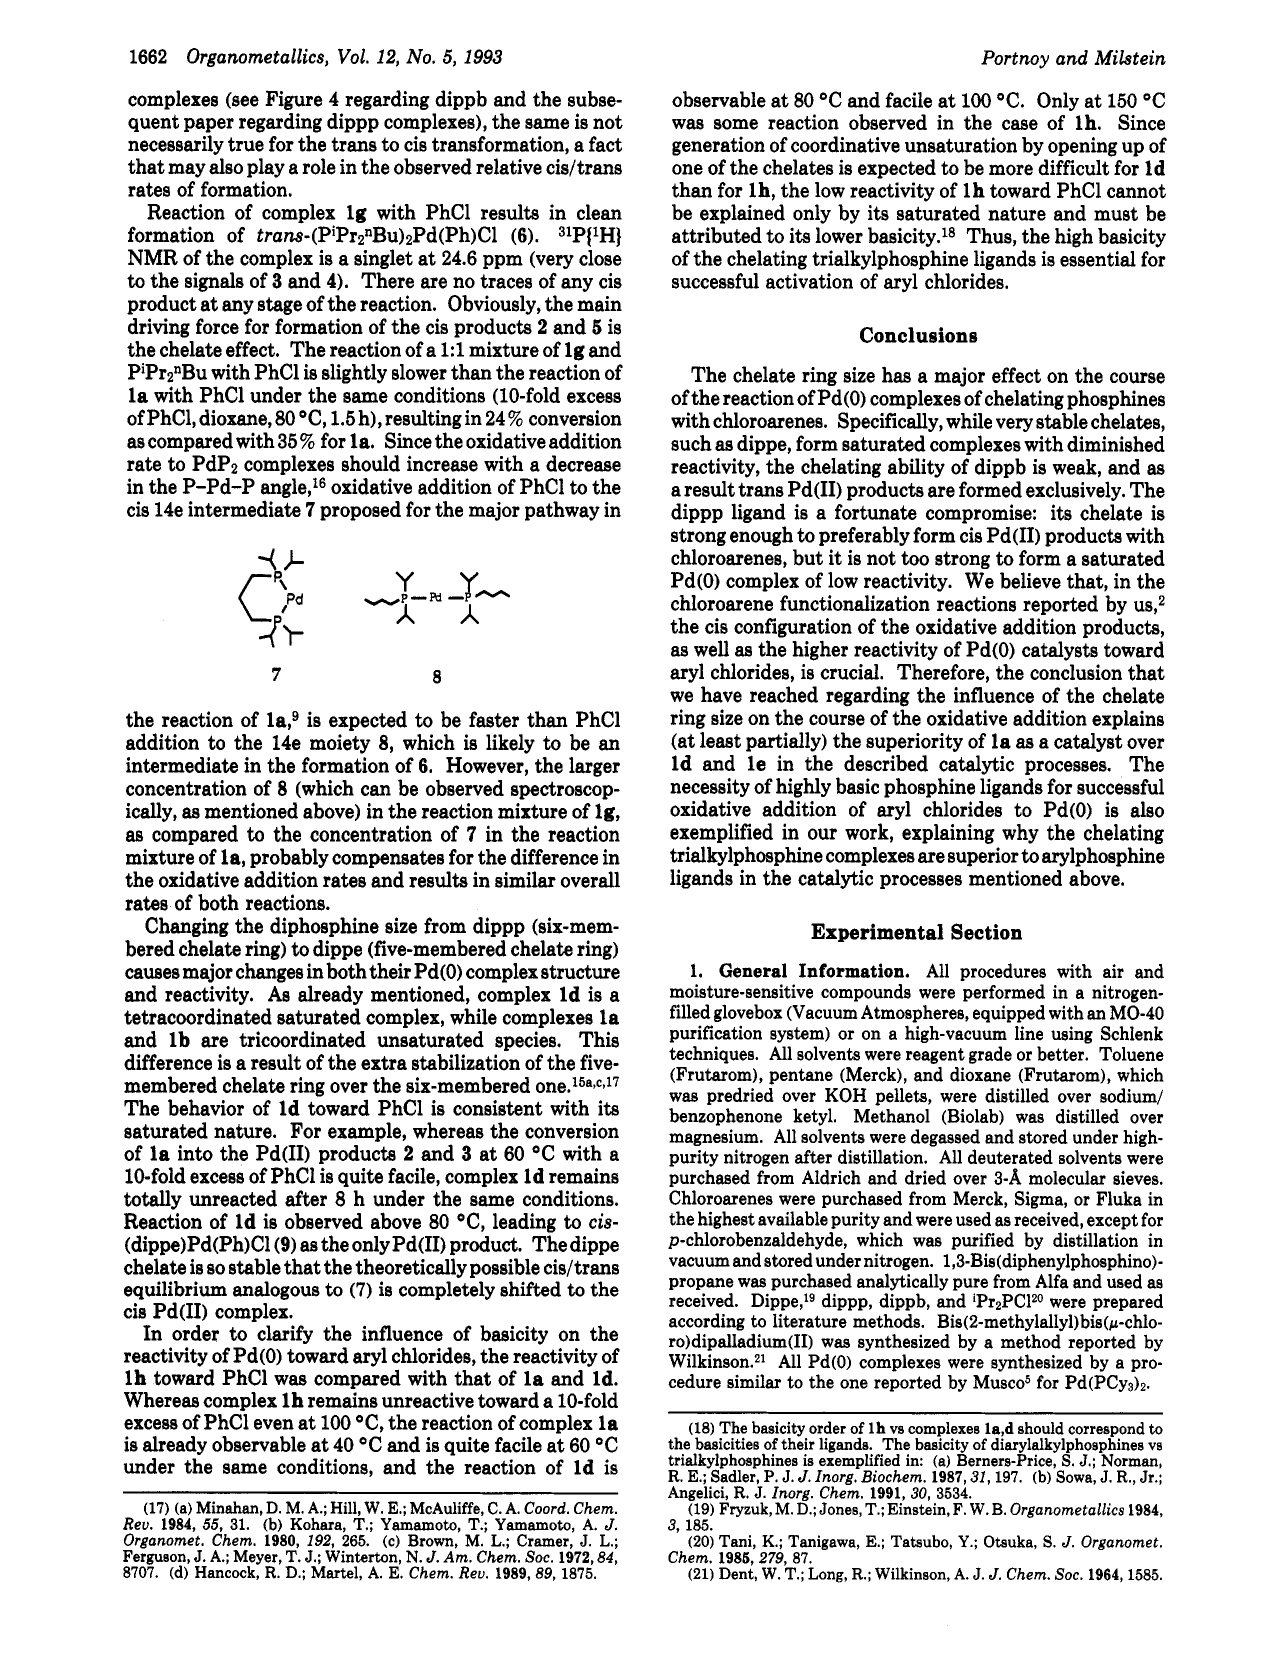 1662 Organometallics, Vol. 12, No. 5, 1993
Portnoy and Milstein
complexes (see Figure 4 regarding dippb and the subse-
quent paper regarding dippp complexes), the same is not
necessarily true for the trans to cis transformation, a fact
that may also play a role in the observed relative cis/trans
rates of formation.
Reaction of complex 1g with PhCl results in clean
formation of trans-(PⁱPr₂ⁿBu)₂Pd(Ph)Cl (6). ³¹P{¹H}
NMR of the complex is a singlet at 24.6 ppm (very close
to the signals of 3 and 4). There are no traces of any cis
product at any stage of the reaction. Obviously, the main
driving force for formation of the cis products 2 and 5 is
the chelate effect. The reaction of a 1:1 mixture of 1g and
PⁱPr₂ⁿBu with PhCl is slightly slower than the reaction of
1a with PhCl under the same conditions (10-fold excess
of PhCl, dioxane, 80 °C, 1.5 h), resulting in 24% conversion
as compared with 35% for 1a. Since the oxidative addition
rate to PdP₂ complexes should increase with a decrease
in the P–Pd–P angle,¹⁶ oxidative addition of PhCl to the
cis 14e intermediate 7 proposed for the major pathway in
P
Pd
P
P Pd P
7
8
the reaction of 1a,⁹ is expected to be faster than PhCl
addition to the 14e moiety 8, which is likely to be an
intermediate in the formation of 6. However, the larger
concentration of 8 (which can be observed spectroscop-
ically, as mentioned above) in the reaction mixture of 1g,
as compared to the concentration of 7 in the reaction
mixture of 1a, probably compensates for the difference in
the oxidative addition rates and results in similar overall
rates of both reactions.
Changing the diphosphine size from dippp (six-mem-
bered chelate ring) to dippe (five-membered chelate ring)
causes major changes in both their Pd(0) complex structure
and reactivity. As already mentioned, complex 1d is a
tetracoordinated saturated complex, while complexes 1a
and 1b are tricoordinated unsaturated species. This
difference is a result of the extra stabilization of the five-
membered chelate ring over the six-membered one.¹⁵ᵃ,ᶜ,¹⁷
The behavior of 1d toward PhCl is consistent with its
saturated nature. For example, whereas the conversion
of 1a into the Pd(II) products 2 and 3 at 60 °C with a
10-fold excess of PhCl is quite facile, complex 1d remains
totally unreacted after 8 h under the same conditions.
Reaction of 1d is observed above 80 °C, leading to cis-
(dippe)Pd(Ph)Cl (9) as the only Pd(II) product. The dippe
chelate is so stable that the theoretically possible cis/trans
equilibrium analogous to (7) is completely shifted to the
cis Pd(II) complex.
In order to clarify the influence of basicity on the
reactivity of Pd(0) toward aryl chlorides, the reactivity of
1h toward PhCl was compared with that of 1a and 1d.
Whereas complex 1h remains unreactive toward a 10-fold
excess of PhCl even at 100 °C, the reaction of complex 1a
is already observable at 40 °C and is quite facile at 60 °C
under the same conditions, and the reaction of 1d is
(17) (a) Minahan, D. M. A.; Hill, W. E.; McAuliffe, C. A. Coord. Chem.
Rev. 1984, 55, 31. (b) Kohara, T.; Yamamoto, T.; Yamamoto, A. J.
Organomet. Chem. 1980, 192, 265. (c) Brown, M. L.; Cramer, J. L.;
Ferguson, J. A.; Meyer, T. J.; Winterton, N. J. Am. Chem. Soc. 1972, 84,
8707. (d) Hancock, R. D.; Martel, A. E. Chem. Rev. 1989, 89, 1875.
observable at 80 °C and facile at 100 °C. Only at 150 °C
was some reaction observed in the case of 1h. Since
generation of coordinative unsaturation by opening up of
one of the chelates is expected to be more difficult for 1d
than for 1h, the low reactivity of 1h toward PhCl cannot
be explained only by its saturated nature and must be
attributed to its lower basicity.¹⁸ Thus, the high basicity
of the chelating trialkylphosphine ligands is essential for
successful activation of aryl chlorides.
Conclusions
The chelate ring size has a major effect on the course
of the reaction of Pd(0) complexes of chelating phosphines
with chloroarenes. Specifically, while very stable chelates,
such as dippe, form saturated complexes with diminished
reactivity, the chelating ability of dippb is weak, and as
a result trans Pd(II) products are formed exclusively. The
dippp ligand is a fortunate compromise: its chelate is
strong enough to preferably form cis Pd(II) products with
chloroarenes, but it is not too strong to form a saturated
Pd(0) complex of low reactivity. We believe that, in the
chloroarene functionalization reactions reported by us,²
the cis configuration of the oxidative addition products,
as well as the higher reactivity of Pd(0) catalysts toward
aryl chlorides, is crucial. Therefore, the conclusion that
we have reached regarding the influence of the chelate
ring size on the course of the oxidative addition explains
(at least partially) the superiority of 1a as a catalyst over
1d and 1e in the described catalytic processes. The
necessity of highly basic phosphine ligands for successful
oxidative addition of aryl chlorides to Pd(0) is also
exemplified in our work, explaining why the chelating
trialkylphosphine complexes are superior to arylphosphine
ligands in the catalytic processes mentioned above.
Experimental Section
1. General Information. All procedures with air and
moisture-sensitive compounds were performed in a nitrogen-
filled glovebox (Vacuum Atmospheres, equipped with an MO-40
purification system) or on a high-vacuum line using Schlenk
techniques. All solvents were reagent grade or better. Toluene
(Frutarom), pentane (Merck), and dioxane (Frutarom), which
was predried over KOH pellets, were distilled over sodium/
benzophenone ketyl. Methanol (Biolab) was distilled over
magnesium. All solvents were degassed and stored under high-
purity nitrogen after distillation. All deuterated solvents were
purchased from Aldrich and dried over 3-Å molecular sieves.
Chloroarenes were purchased from Merck, Sigma, or Fluka in
the highest available purity and were used as received, except for
p-chlorobenzaldehyde, which was purified by distillation in
vacuum and stored under nitrogen. 1,3-Bis(diphenylphosphino)-
propane was purchased analytically pure from Alfa and used as
received. Dippe,¹⁹ dippp, dippb, and ⁱPr₂PCl²⁰ were prepared
according to literature methods. Bis(2-methylallyl)bis(μ-chlo-
ro)dipalladium(II) was synthesized by a method reported by
Wilkinson.²¹ All Pd(0) complexes were synthesized by a pro-
cedure similar to the one reported by Musco⁵ for Pd(PCy₃)₂.
(18) The basicity order of 1h vs complexes 1a,d should correspond to
the basicities of their ligands. The basicity of diarylalkylphosphines vs
trialkylphosphines is exemplified in: (a) Berners-Price, S. J.; Norman,
R. E.; Sadler, P. J. J. Inorg. Biochem. 1987, 31, 197. (b) Sowa, J. R., Jr.;
Angelici, R. J. Inorg. Chem. 1991, 30, 3534.
(19) Fryzuk, M. D.; Jones, T.; Einstein, F. W. B. Organometallics 1984,
3, 185.
(20) Tani, K.; Tanigawa, E.; Tatsubo, Y.; Otsuka, S. J. Organomet.
Chem. 1985, 279, 87.
(21) Dent, W. T.; Long, R.; Wilkinson, A. J. J. Chem. Soc. 1964, 1585.